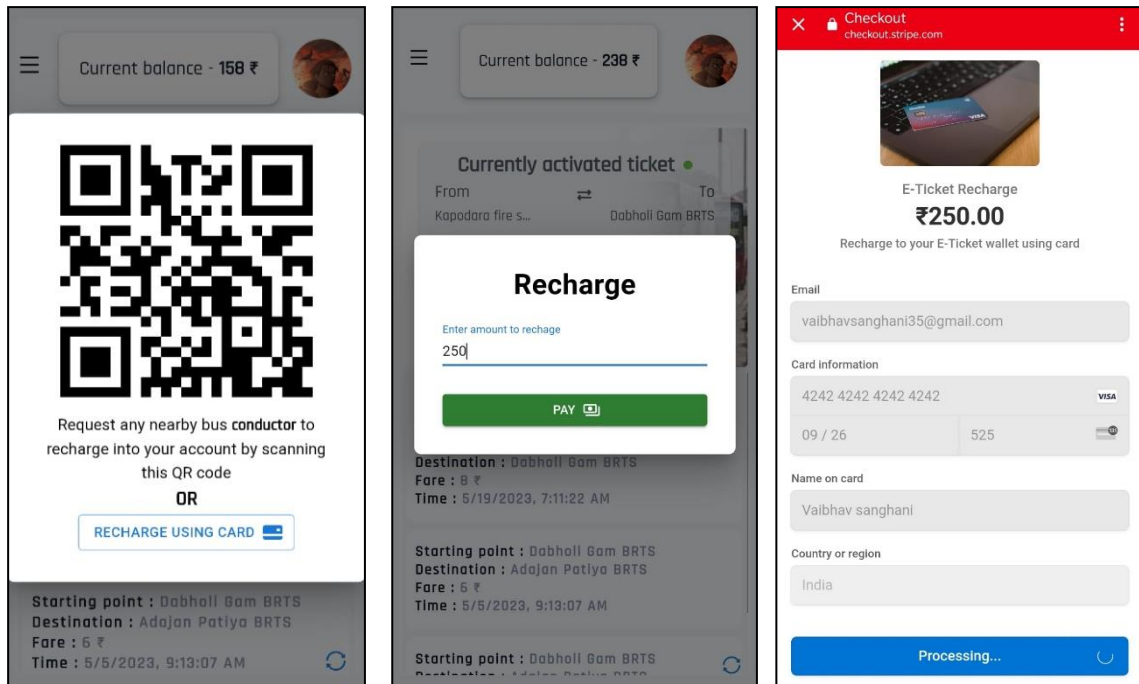 Current balance - 158 ₹
Request any nearby bus conductor to
recharge into your account by scanning
this QR code
OR
RECHARGE USING CARD
Starting point : Dabholi Gam BRTS
Destination : Adajan Patiya BRTS
Fare : 6 ₹
Time : 5/5/2023, 9:13:07 AM
Current balance - 238 ₹
Currently activated ticket
From
To
Kapodara fire s...
Dabholi Gam BRTS
Recharge
Enter amount to rechage
250
PAY
Destination : Dabholi Gam BRTS
Fare : 8 ₹
Time : 5/19/2023, 7:11:22 AM
Starting point : Dabholi Gam BRTS
Destination : Adajan Patiya BRTS
Fare : 6 ₹
Time : 5/5/2023, 9:13:07 AM
Starting point : Dabholi Gam BRTS
Checkout
checkout.stripe.com
VISA
E-Ticket Recharge
₹250.00
Recharge to your E-Ticket wallet using card
Email
vaibhavsanghani35@gmail.com
Card information
4242 4242 4242 4242
VISA
09 / 26
525
Name on card
Vaibhav sanghani
Country or region
India
Processing...